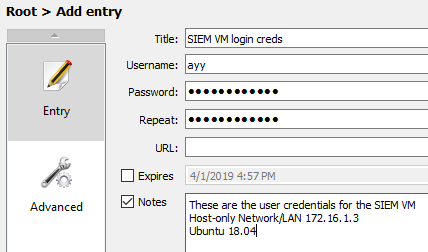 Root > Add entry
Title: SIEM VM login creds
Username: ayy
Password: ●●●●●●●●●●●●
Repeat: ●●●●●●●●●●●●
URL:
Entry
Expires 4/1/2019 4:57 PM
Advanced
Notes These are the user credentials for the SIEM VM
Host-only Network/LAN 172.16.1.3
Ubuntu 18.04